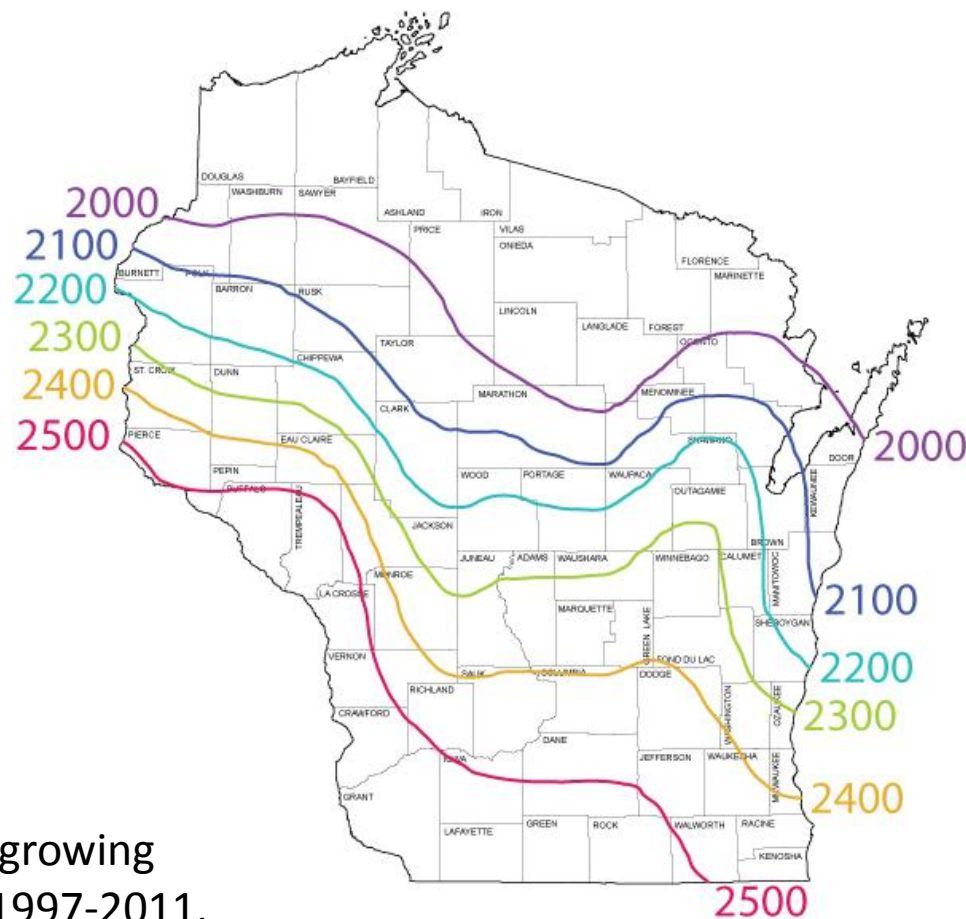 DOUGLAS
BAYFIELD
WASHBURN
SAWYER
2000
ASHLAND
IRON
PRICE
VILAS
ONIEDA
2100
FLORENCE
BURNETT
POLK
MARINETTE
2200
BARRON
RUSK
LINCOLN
LANGLADE
FOREST
2300
TAYLOR
OCONTO
CHIPPEWA
ST. CROIX
DUNN
2400
MARATHON
MENOMINEE
CLARK
2500
PIERCE
EAU CLAIRE
SHAWANO
2000
DOOR
PEPIN
WOOD
PORTAGE
WAUPACA
BUFFALO
OUTAGAMIE
KEWAUNEE
TREMPEALEAU
JACKSON
BROWN
JUNEAU
ADAMS
WAUSHARA
WINNEBAGO
CALUMET
MANITOWOC
MONROE
LA CROSSE
2100
MARQUETTE
GREEN LAKE
SHEBOYGAN
VERNON
FOND DU LAC
2200
SAUK
COLUMBIA
DODGE
RICHLAND
WASHINGTON
OZAUKEE
2300
CRAWFORD
DANE
IOWA
JEFFERSON
WAUKESHA
MILWAUKEE
2400
GRANT
LAFAYETTE
GREEN
ROCK
WALWORTH
RACINE
KENOSHA
growing
1997-2011.
2500